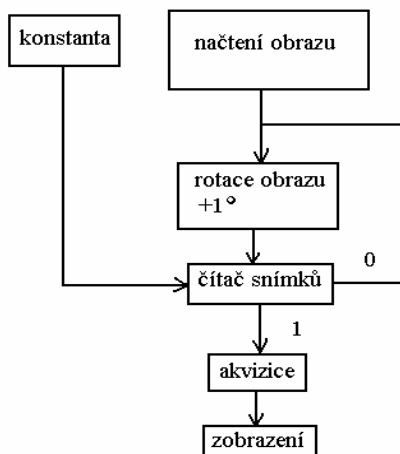 konstanta
načtení obrazu
rotace obrazu
+1°
čítač snímků
0
1
akvizice
zobrazení